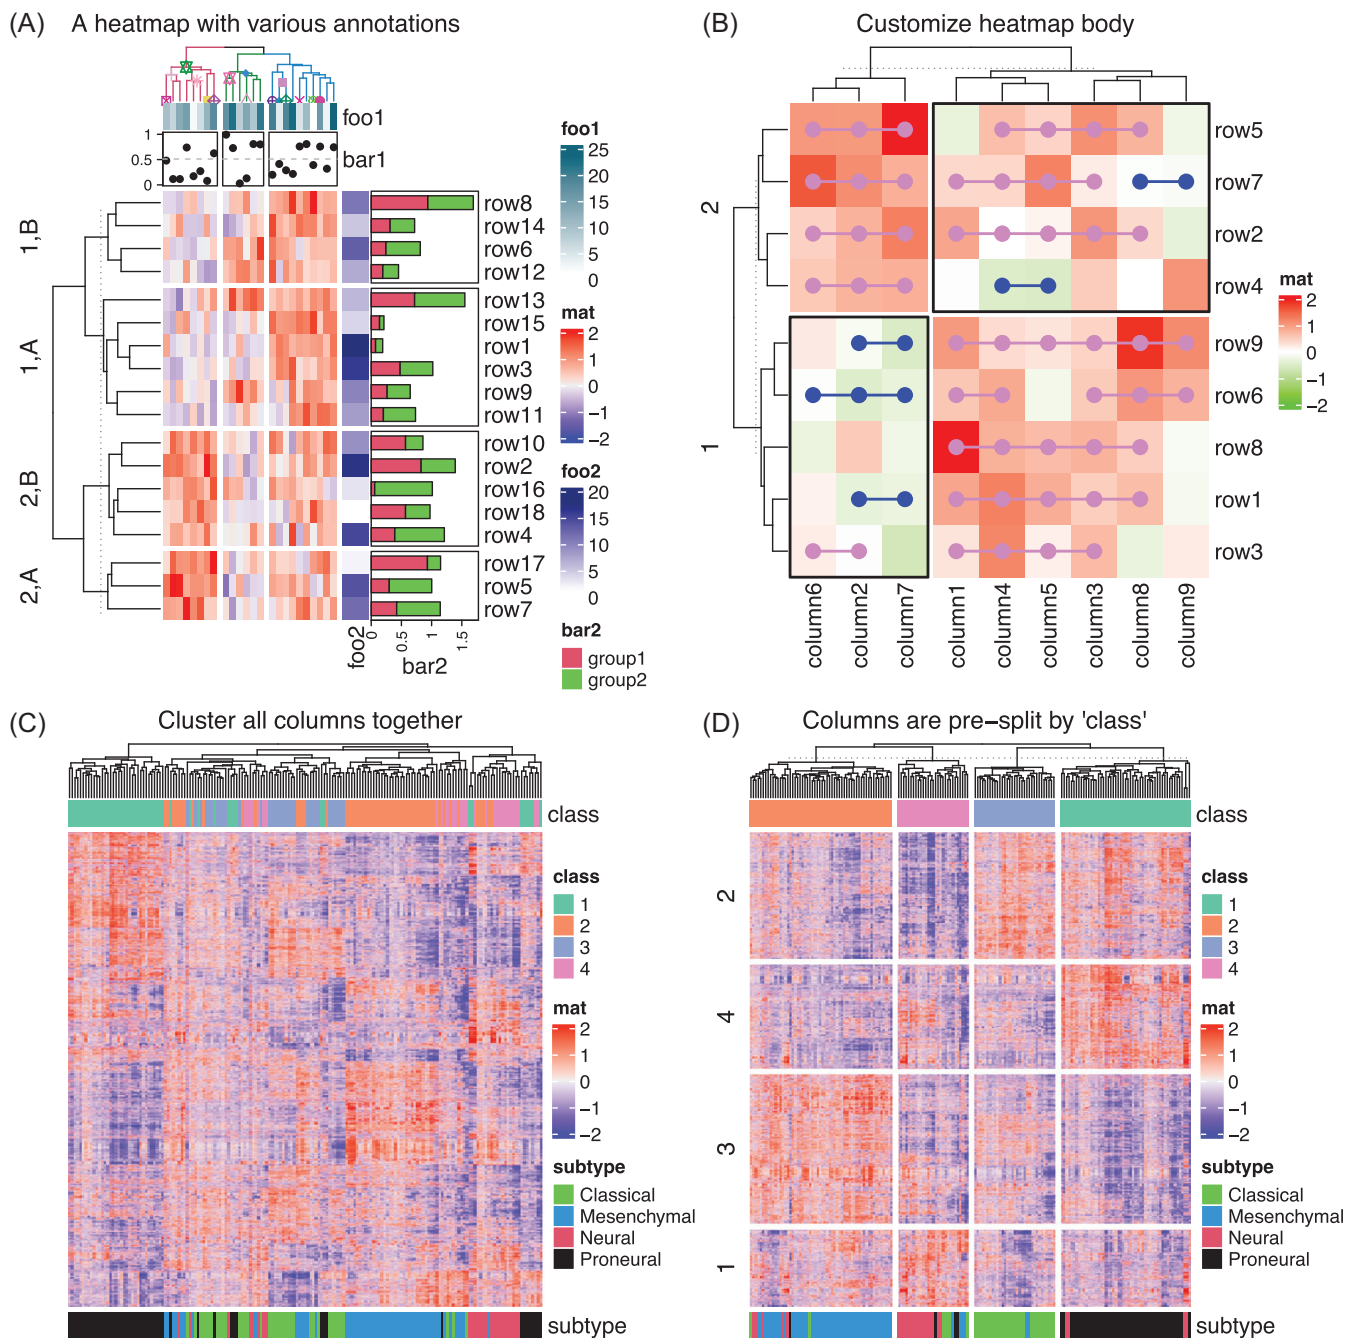 (A) A heatmap with various annotations
foo1
bar1
1
0.5
0
1,B
1,A
2,B
2,A
row8
row14
row6
row12
row13
row15
row1
row3
row9
row11
row10
row2
row16
row18
row4
row17
row5
row7
foo2
0
0.5
1
1.5
bar2
foo1
25
20
15
10
5
0
mat
2
1
0
−1
−2
foo2
20
15
10
5
0
bar2
group1
group2
(B) Customize heatmap body
2
1
row5
row7
row2
row4
row9
row6
row8
row1
row3
column6
column2
column7
column1
column4
column5
column3
column8
column9
mat
2
1
0
−1
−2
(C) Cluster all columns together
class
class
1
2
3
4
mat
2
1
0
−1
−2
subtype
Classical
Mesenchymal
Neural
Proneural
subtype
(D) Columns are pre−split by 'class'
class
2
4
3
1
class
1
2
3
4
mat
2
1
0
−1
−2
subtype
Classical
Mesenchymal
Neural
Proneural
subtype